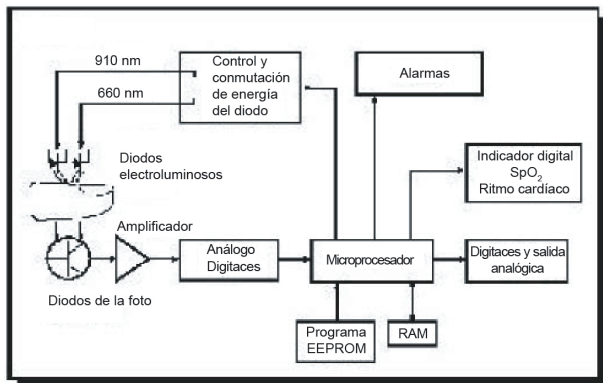 910 nm
660 nm
Control y
conmutación
de energía
del diodo
Alarmas
Diodos
electroluminosos
Indicador digital
SpO₂
Ritmo cardíaco
Amplificador
Análogo
Digitaces
Microprocesador
Digitaces y salida
analógica
Diodos de la foto
Programa
EEPROM
RAM